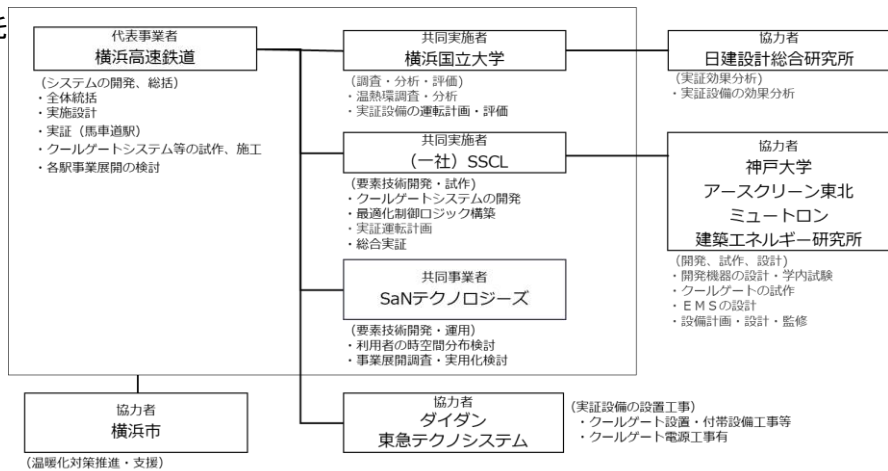 代表事業者
横浜高速鉄道
(システムの開発、総括)
・全体統括
・実施設計
・実証(馬車道駅)
・クールゲートシステム等の試作、施工
・各駅事業展開の検討
共同実施者
横浜国立大学
(調査・分析・評価)
・温熱環調査・分析
・実証設備の運転計画・評価
協力者
日建設計総合研究所
(実証効果分析)
・実証設備の効果分析
共同実施者
(一社)SSCL
(要素技術開発・試作)
・クールゲートシステムの開発
・最適化制御ロジック構築
・実証運転計画
・総合実証
協力者
神戸大学
アースクリーン東北
ミュートロン
建築エネルギー研究所
(開発、試作、設計)
・開発機器の設計・学内試験
・クールゲートの試作
・EMSの設計
・設備計画・設計・監修
共同事業者
SaNテクノロジーズ
(要素技術開発・運用)
・利用者の時空間分布検討
・事業展開調査・実用化検討
協力者
横浜市
(温暖化対策推進・支援)
協力者
ダイダン
東急テクノシステム
(実証設備の設置工事)
・クールゲート設置・付帯設備工事等
・クールゲート電源工事有